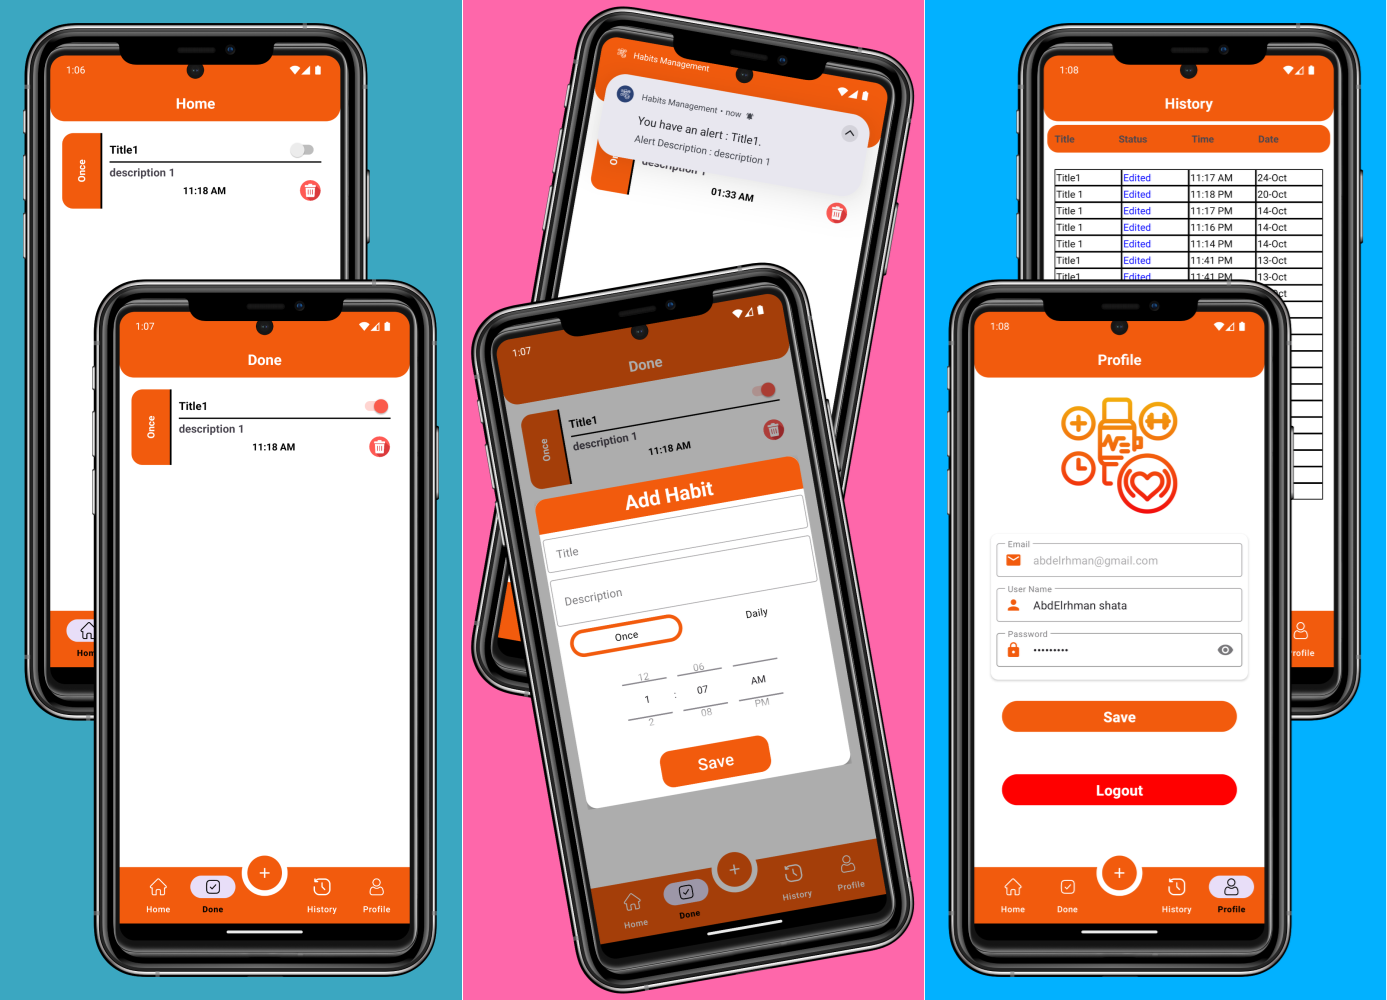 1:06
Home
Once
Title1
description 1
11:18 AM
Home
1:07
Done
Once
Title1
description 1
11:18 AM
+
Home
Done
History
Profile
Habits Management
Habits Management • now
You have an alert : Title1,
Alert Description : description 1
description 1
01:33 AM
1:07
Done
Once
Title1
description 1
11:18 AM
Add Habit
Title
Description
Once
Daily
12 06
1 : 07 AM
2 08 PM
Save
+
Home
Done
History
Profile
1:08
History
Title Status Time Date
Title1 Edited 11:17 AM 24-Oct
Title 1 Edited 11:18 PM 20-Oct
Title 1 Edited 11:17 PM 14-Oct
Title 1 Edited 11:16 PM 14-Oct
Title 1 Edited 11:14 PM 14-Oct
Title1 Edited 11:41 PM 13-Oct
Title1 Edited 11:41 PM 13-Oct
1:08
Profile
Email
abdelrhman@gmail.com
User Name
AbdElrhman shata
Password
•••••••••
Save
Logout
+
Home
Done
History
Profile